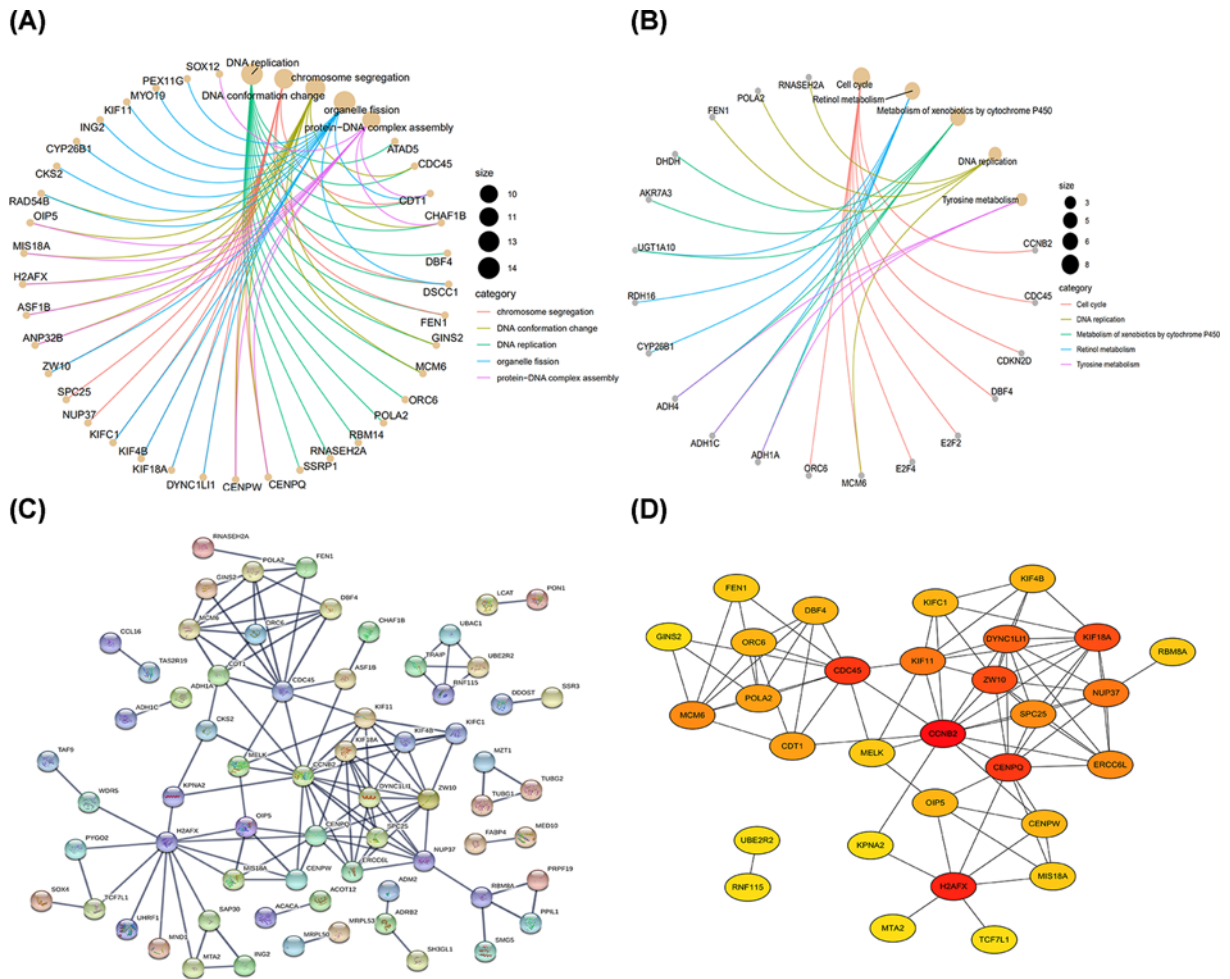 (A)
DNA replication
chromosome segregation
DNA conformation change
organelle fission
protein-DNA complex assembly
SOX12
PEX11G
MYO19
KIF11
ING2
CYP26B1
CKS2
RAD54B
OIP5
MIS18A
H2AFX
ASF1B
ANP32B
ZW10
SPC25
NUP37
KIFC1
KIF4B
KIF18A
DYNC1LI1
CENPW
CENPQ
SSRP1
RNASEH2A
RBM14
POLA2
ORC6
MCM6
GINS2
FEN1
DSCC1
DBF4
CHAF1B
CDT1
CDC45
ATAD5
size
10
11
13
14
category
chromosome segregation
DNA conformation change
DNA replication
organelle fission
protein-DNA complex assembly
(B)
Cell cycle
Retinol metabolism
Metabolism of xenobiotics by cytochrome P450
DNA replication
Tyrosine metabolism
RNASEH2A
POLA2
FEN1
DHDH
AKR7A3
UGT1A10
RDH16
CYP26B1
ADH4
ADH1C
ADH1A
ORC6
MCM6
E2F4
E2F2
DBF4
CDKN2D
CDC45
CCNB2
size
3
5
6
8
category
Cell cycle
DNA replication
Metabolism of xenobiotics by cytochrome P450
Retinol metabolism
Tyrosine metabolism
(C)
RNASEH2A
POLA2
FEN1
GINS2
DBF4
MCM6
ORC6
CHAF1B
LCAT
PON1
CCL16
TAS2R19
CDT1
ASF1B
UBAC1
TRAIP
UBE2R2
RNF115
CDC45
ADH1A
ADH1C
DDOST
SSR3
CKS2
KIF11
KIF4B
KIFC1
KIF18A
MELK
CCNB2
MZT1
TUBG2
TUBG1
TAF9
WDR5
KPNA2
DYNC1LI1
ZW10
OIP5
CENPQ
SPC25
FABP4
MED10
PYGO2
H2AFX
MIS18A
CENPW
ERCC6L
NUP37
SOX4
TCF7L1
ACOT12
ACACA
ADM2
RBM8A
PRPF19
UHRF1
SAP30
ADRB2
PPIL1
MND1
MTA2
ING2
MRPL50
MRPL53
SH3GL1
SMG5
(D)
FEN1
KIF4B
DBF4
KIFC1
GINS2
ORC6
DYNC1LI1
KIF18A
CDC45
KIF11
RBM8A
ZW10
POLA2
NUP37
MCM6
SPC25
CCNB2
CDT1
MELK
CENPQ
ERCC6L
OIP5
CENPW
UBE2R2
KPNA2
MIS18A
RNF115
H2AFX
MTA2
TCF7L1